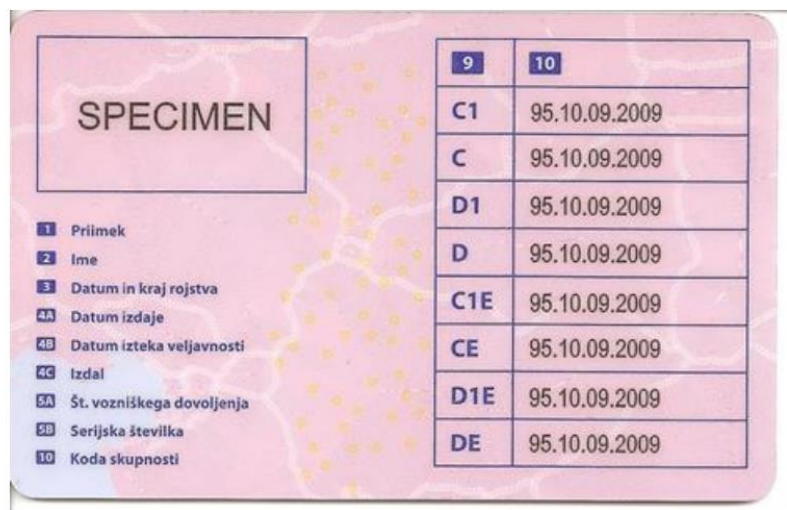 SPECIMEN
1 Priimek
2 Ime
3 Datum in kraj rojstva
4A Datum izdaje
4B Datum izteka veljavnosti
4C Izdal
5A Št. vozniškega dovoljenja
5B Serijska številka
10 Koda skupnosti
9 10
C1 95.10.09.2009
C 95.10.09.2009
D1 95.10.09.2009
D 95.10.09.2009
C1E 95.10.09.2009
CE 95.10.09.2009
D1E 95.10.09.2009
DE 95.10.09.2009